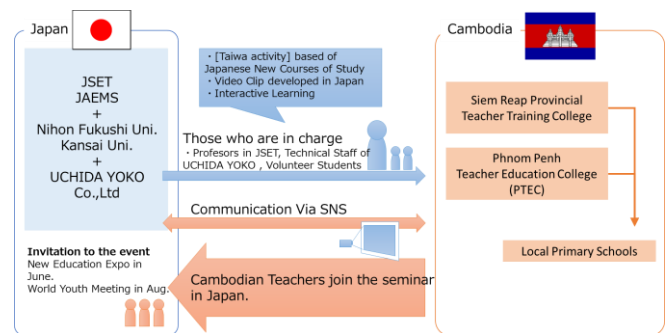 Japan
JSET
JAEMS
+
Nihon Fukushi Uni.
Kansai Uni.
+
UCHIDA YOKO
Co.,Ltd
Invitation to the event
New Education Expo in
June.
World Youth Meeting in Aug.
・[Taiwa activity] based of
Japanese New Courses of Study
・Video Clip developed in Japan
・Interactive Learning
Those who are in charge
・Profesors in JSET, Technical Staff of
UCHIDA YOKO , Volunteer Students
Communication Via SNS
Cambodian Teachers join the seminar
in Japan.
Cambodia
Siem Reap Provincial
Teacher Training College
Phnom Penh
Teacher Education College
(PTEC)
Local Primary Schools